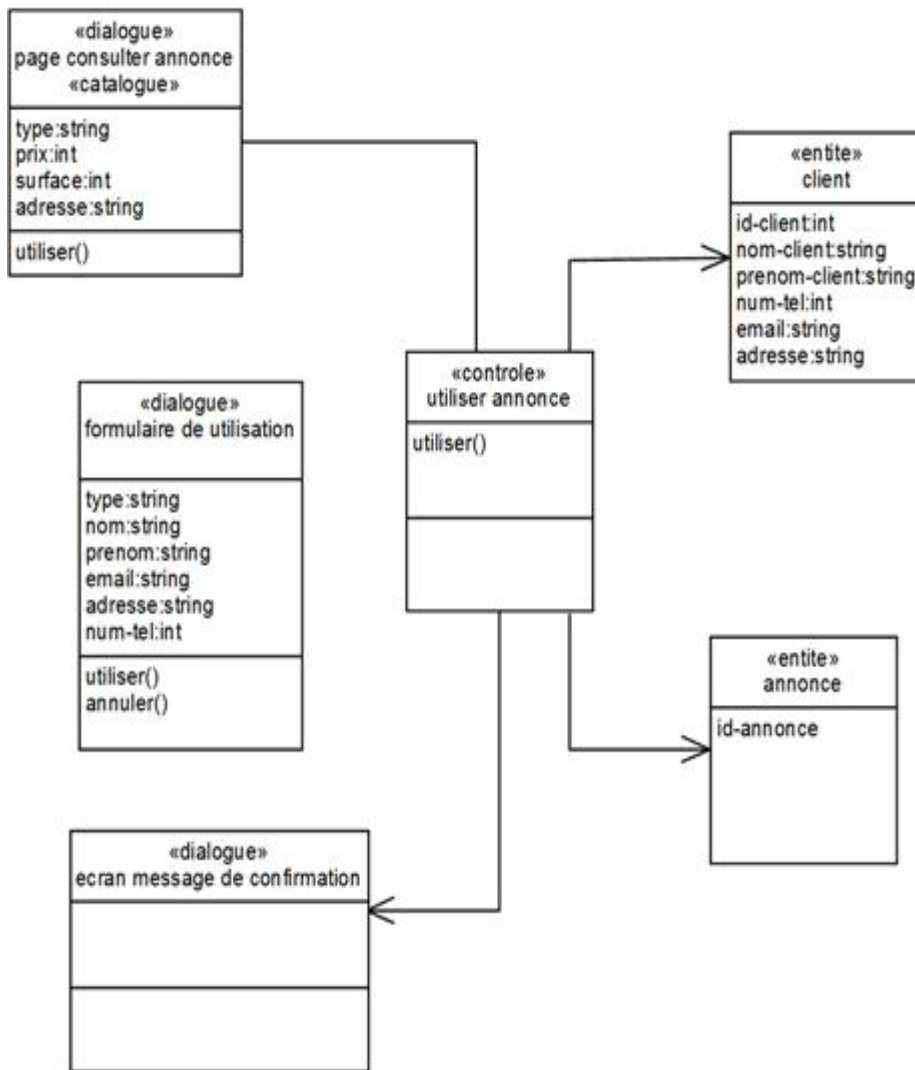 «dialogue»
page consulter annonce
«catalogue»
type:string
prix:int
surface:int
adresse:string
utiliser()
«entite»
client
id-client:int
nom-client:string
prenom-client:string
num-tel:int
email:string
adresse:string
«controle»
utiliser annonce
utiliser()
«dialogue»
formulaire de utilisation
type:string
nom:string
prenom:string
email:string
adresse:string
num-tel:int
utiliser()
annuler()
«entite»
annonce
id-annonce
«dialogue»
ecran message de confirmation